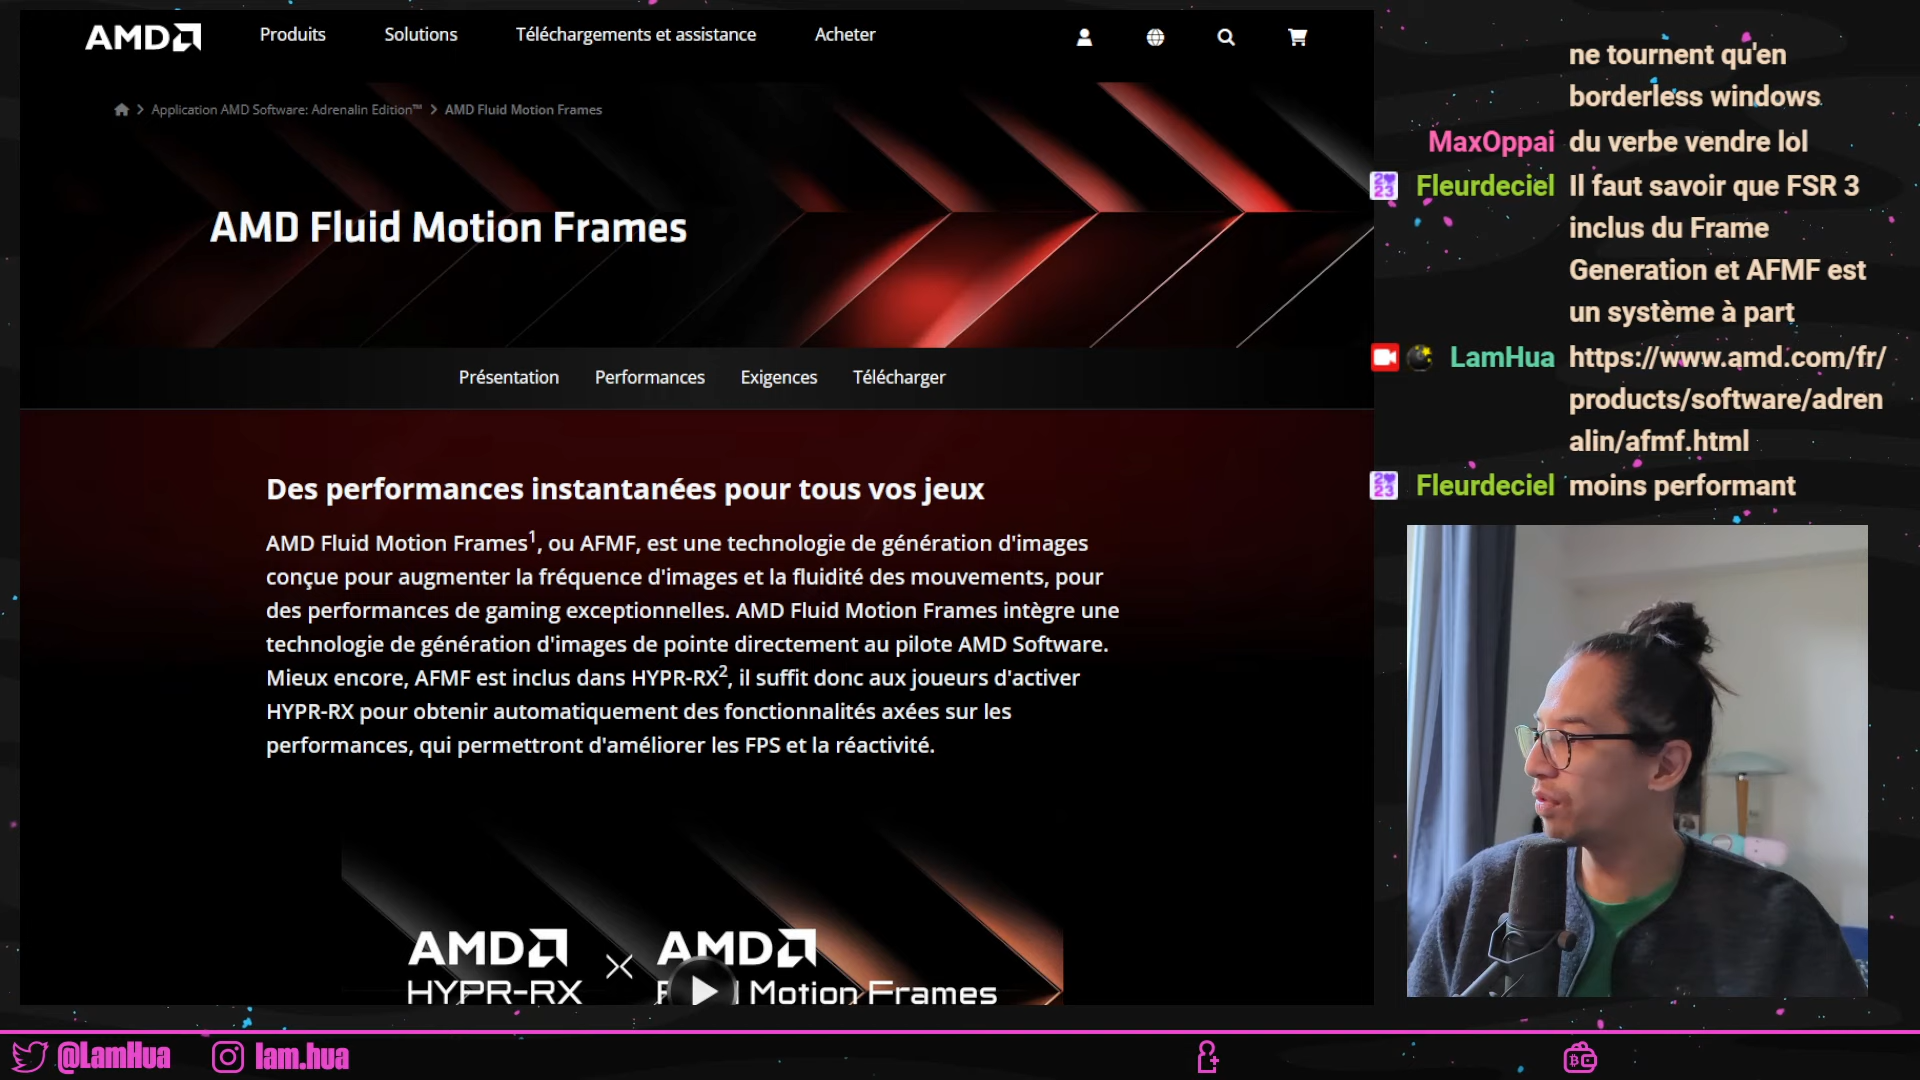 AMD
Produits
Solutions
Téléchargements et assistance
Acheter
Application AMD Software: Adrenalin Edition™
AMD Fluid Motion Frames
AMD Fluid Motion Frames
Présentation
Performances
Exigences
Télécharger
Des performances instantanées pour tous vos jeux
AMD Fluid Motion Frames1, ou AFMF, est une technologie de génération d'images
conçue pour augmenter la fréquence d'images et la fluidité des mouvements, pour
des performances de gaming exceptionnelles. AMD Fluid Motion Frames intègre une
technologie de génération d'images de pointe directement au pilote AMD Software.
Mieux encore, AFMF est inclus dans HYPR-RX2, il suffit donc aux joueurs d'activer
HYPR-RX pour obtenir automatiquement des fonctionnalités axées sur les
performances, qui permettront d'améliorer les FPS et la réactivité.
AMD
HYPR-RX
AMD
Motion Frames
ne tournent qu'en
borderless windows
MaxOppai du verbe vendre lol
Fleurdeciel Il faut savoir que FSR 3
inclus du Frame
Generation et AFMF est
un système à part
LamHua https://www.amd.com/fr/
products/software/adren
alin/afmf.html
Fleurdeciel moins performant
@LamHua
lam.hua